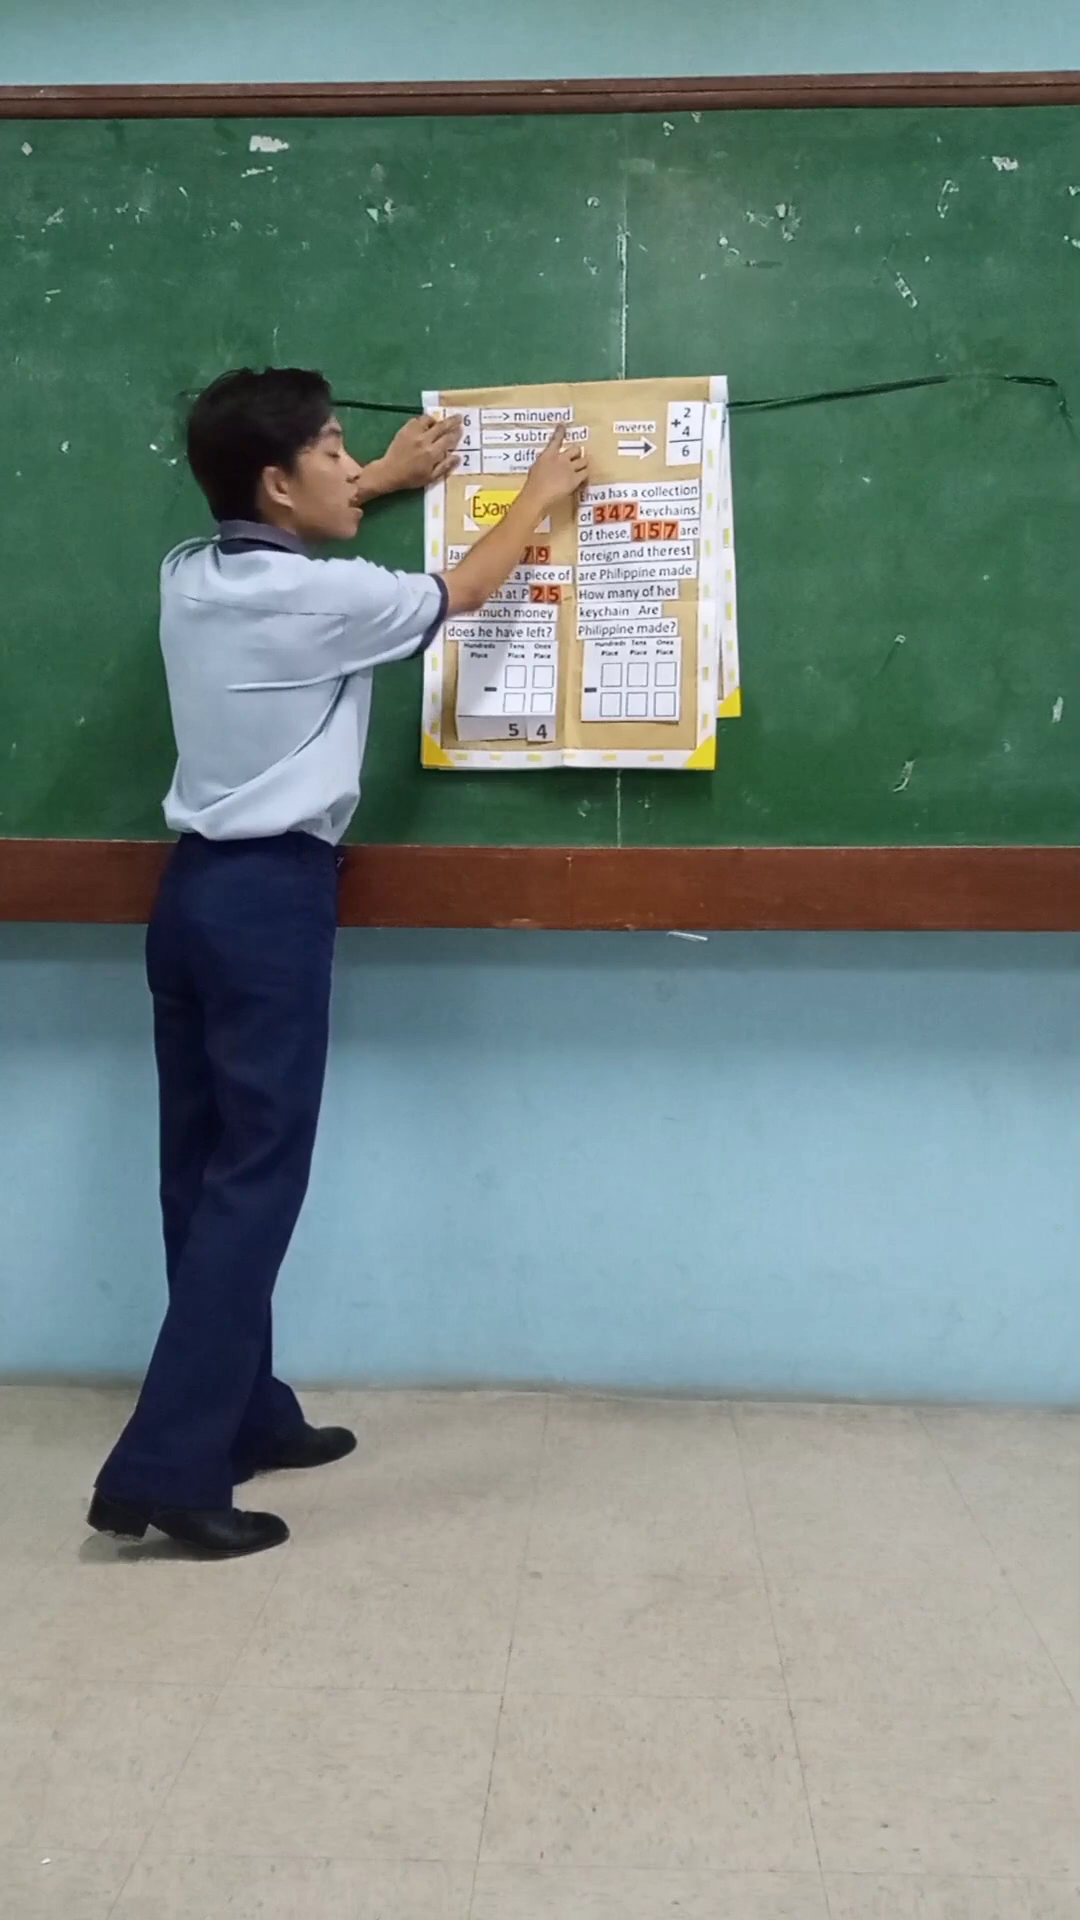 6 ----> minuend
4 ----> subtra end
2 ----> diff
inverse
2
+ 4
6
Exam
79
a piece of
ch at P25
much money
does he have left?
Hundreds Place Tens Place Ones Place
5 4
Enva has a collection
of 342 keychains.
Of these, 157 are
foreign and the rest
are Philippine made.
How many of her
keychain Are
Philippine made?
Hundreds Place Tens Place Ones Place